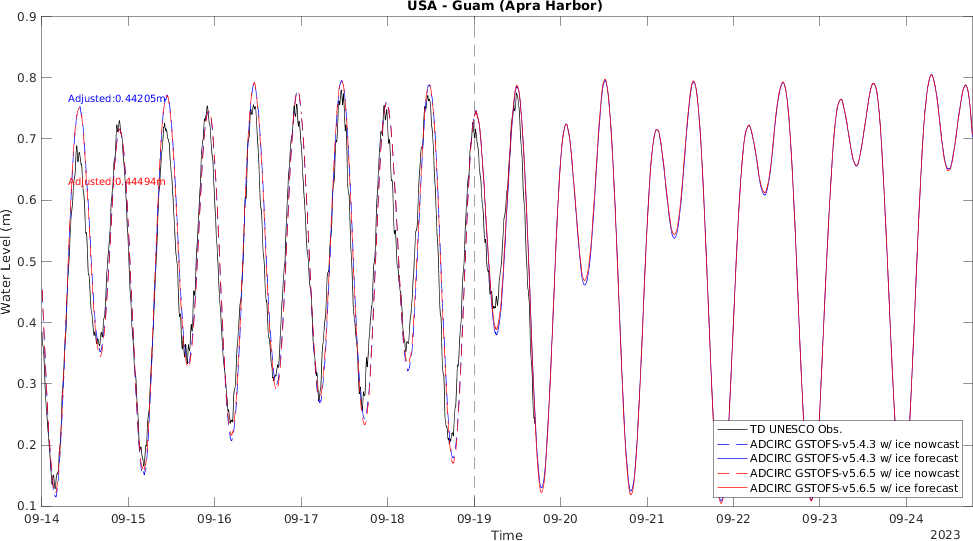 USA - Guam (Apra Harbor)
0.9
0.8
0.7
0.6
0.5
0.4
0.3
0.2
0.1
Water Level (m)
Adjusted:0.44205m
Adjusted:0.44494m
TD UNESCO Obs.
ADCIRC GSTOFS-v5.4.3 w/ ice nowcast
ADCIRC GSTOFS-v5.4.3 w/ ice forecast
ADCIRC GSTOFS-v5.6.5 w/ ice nowcast
ADCIRC GSTOFS-v5.6.5 w/ ice forecast
09-14 09-15 09-16 09-17 09-18 09-19 09-20 09-21 09-22 09-23 09-24
Time
2023